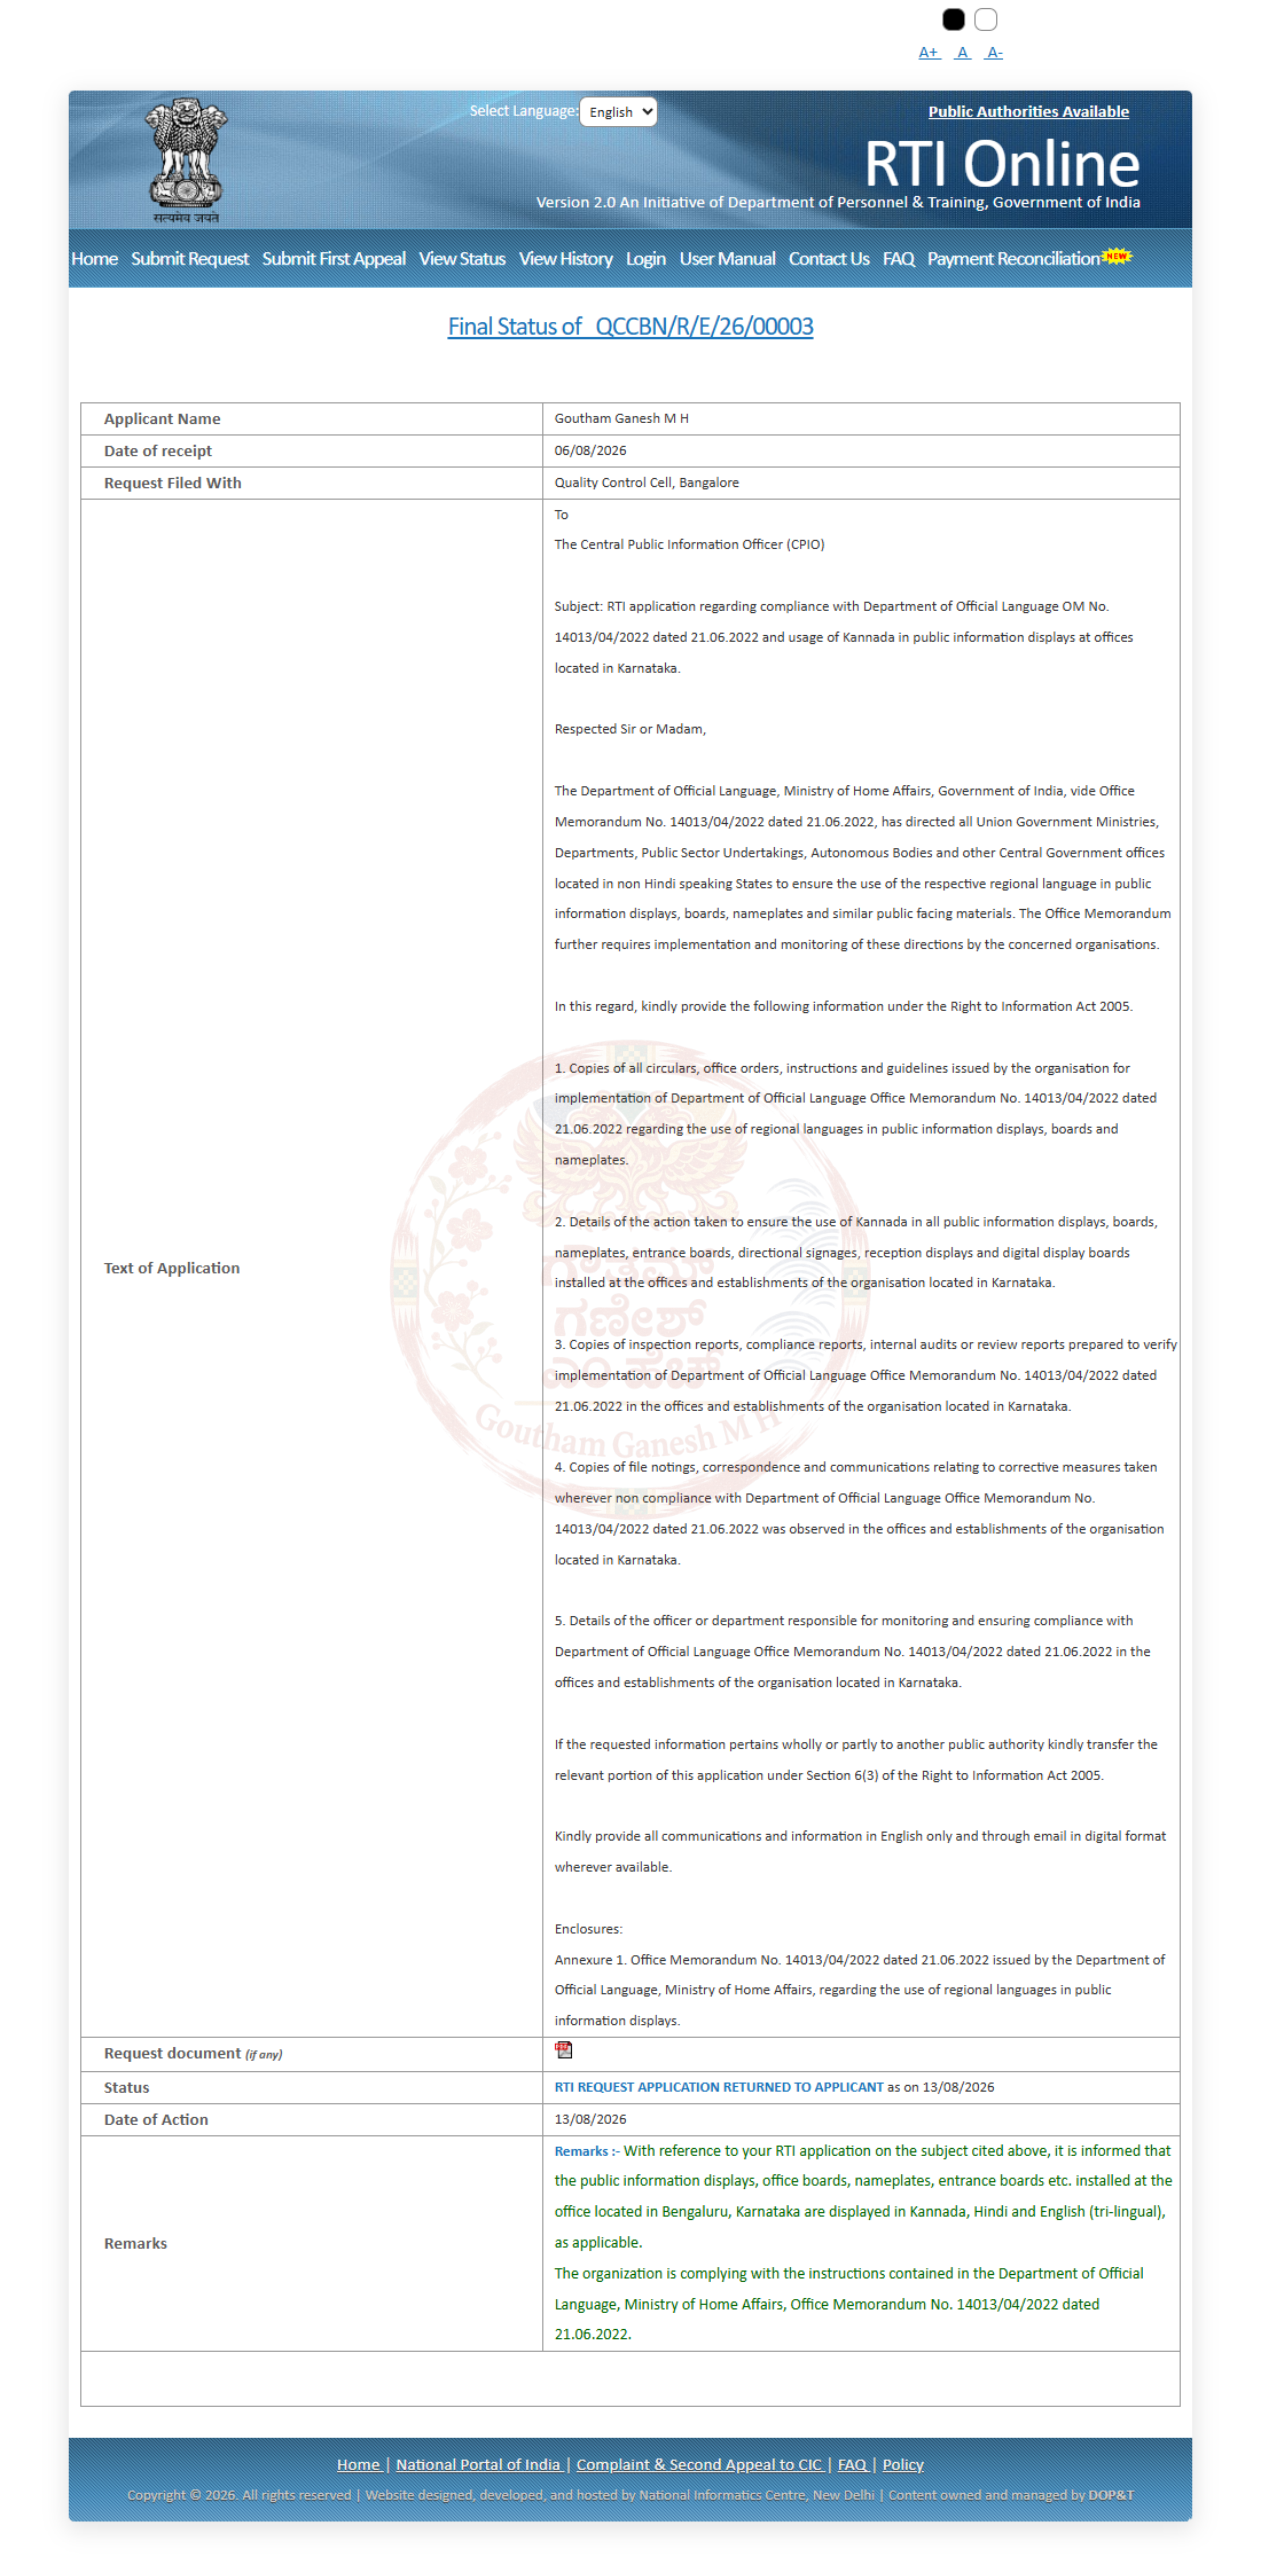 A+ A A-
Select Language: English
Public Authorities Available
RTI Online
Version 2.0 An Initiative of Department of Personnel & Training, Government of India
सत्यमेव जयते
Home Submit Request Submit First Appeal View Status View History Login User Manual Contact Us FAQ Payment Reconciliation NEW
Final Status of QCCBN/R/E/26/00003
Applicant Name Goutham Ganesh M H
Date of receipt 06/08/2026
Request Filed With Quality Control Cell, Bangalore
Text of Application
To
The Central Public Information Officer (CPIO)
Subject: RTI application regarding compliance with Department of Official Language OM No.
14013/04/2022 dated 21.06.2022 and usage of Kannada in public information displays at offices
located in Karnataka.
Respected Sir or Madam,
The Department of Official Language, Ministry of Home Affairs, Government of India, vide Office
Memorandum No. 14013/04/2022 dated 21.06.2022, has directed all Union Government Ministries,
Departments, Public Sector Undertakings, Autonomous Bodies and other Central Government offices
located in non Hindi speaking States to ensure the use of the respective regional language in public
information displays, boards, nameplates and similar public facing materials. The Office Memorandum
further requires implementation and monitoring of these directions by the concerned organisations.
In this regard, kindly provide the following information under the Right to Information Act 2005.
1. Copies of all circulars, office orders, instructions and guidelines issued by the organisation for
implementation of Department of Official Language Office Memorandum No. 14013/04/2022 dated
21.06.2022 regarding the use of regional languages in public information displays, boards and
nameplates.
2. Details of the action taken to ensure the use of Kannada in all public information displays, boards,
nameplates, entrance boards, directional signages, reception displays and digital display boards
installed at the offices and establishments of the organisation located in Karnataka.
3. Copies of inspection reports, compliance reports, internal audits or review reports prepared to verify
implementation of Department of Official Language Office Memorandum No. 14013/04/2022 dated
21.06.2022 in the offices and establishments of the organisation located in Karnataka.
4. Copies of file notings, correspondence and communications relating to corrective measures taken
wherever non compliance with Department of Official Language Office Memorandum No.
14013/04/2022 dated 21.06.2022 was observed in the offices and establishments of the organisation
located in Karnataka.
5. Details of the officer or department responsible for monitoring and ensuring compliance with
Department of Official Language Office Memorandum No. 14013/04/2022 dated 21.06.2022 in the
offices and establishments of the organisation located in Karnataka.
If the requested information pertains wholly or partly to another public authority kindly transfer the
relevant portion of this application under Section 6(3) of the Right to Information Act 2005.
Kindly provide all communications and information in English only and through email in digital format
wherever available.
Enclosures:
Annexure 1. Office Memorandum No. 14013/04/2022 dated 21.06.2022 issued by the Department of
Official Language, Ministry of Home Affairs, regarding the use of regional languages in public
information displays.
ಗೌತಮ್
ಗಣೇಶ್
ಎಂ ಹೆಚ್
Goutham Ganesh M H
Request document (if any)
Status RTI REQUEST APPLICATION RETURNED TO APPLICANT as on 13/08/2026
Date of Action 13/08/2026
Remarks
Remarks :- With reference to your RTI application on the subject cited above, it is informed that
the public information displays, office boards, nameplates, entrance boards etc. installed at the
office located in Bengaluru, Karnataka are displayed in Kannada, Hindi and English (tri-lingual),
as applicable.
The organization is complying with the instructions contained in the Department of Official
Language, Ministry of Home Affairs, Office Memorandum No. 14013/04/2022 dated
21.06.2022.
Home | National Portal of India | Complaint & Second Appeal to CIC | FAQ | Policy
Copyright © 2026. All rights reserved | Website designed, developed, and hosted by National Informatics Centre, New Delhi | Content owned and managed by DOP&T